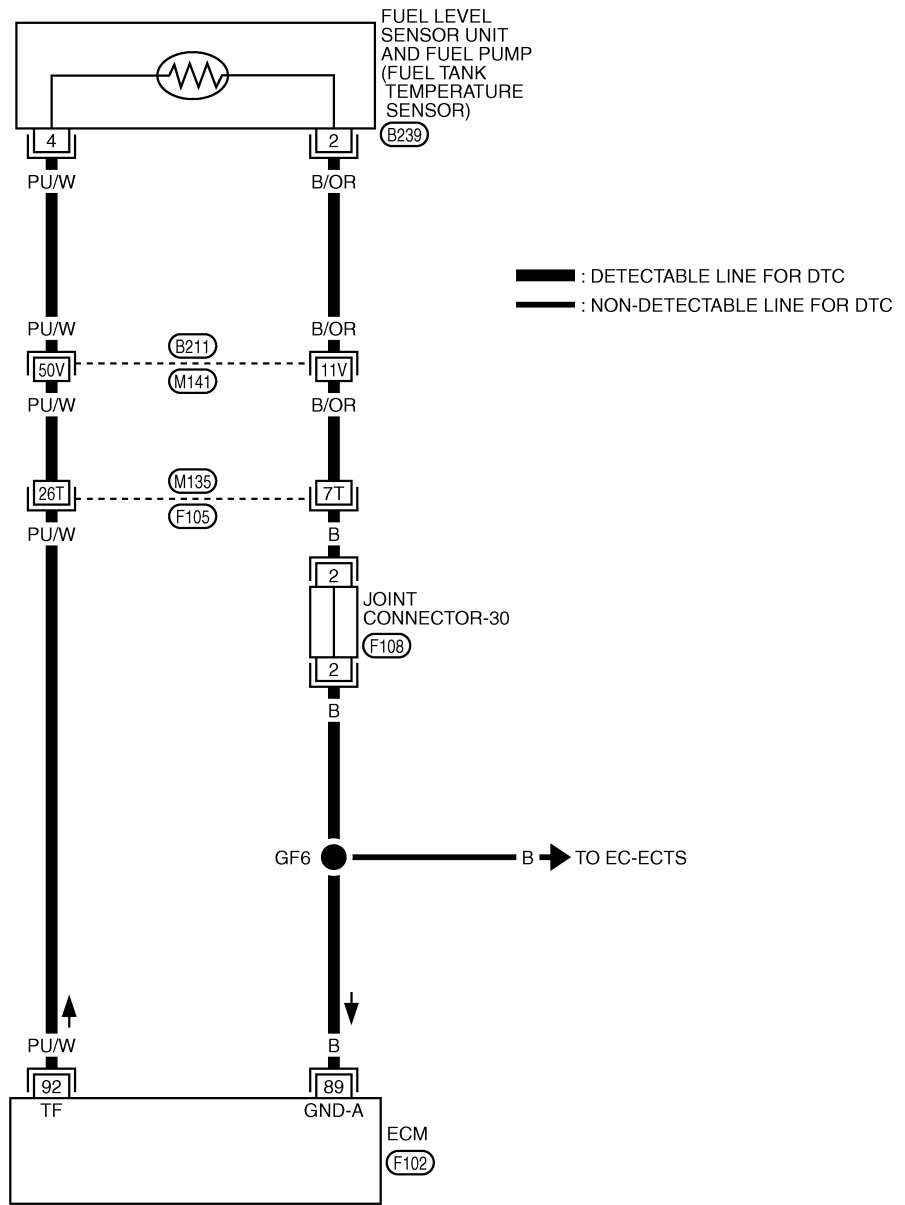 FUEL LEVEL
SENSOR UNIT
AND FUEL PUMP
(FUEL TANK
TEMPERATURE
SENSOR)
B239
4
2
PU/W
B/OR
: DETECTABLE LINE FOR DTC
: NON-DETECTABLE LINE FOR DTC
PU/W
B/OR
B211
50V
11V
M141
PU/W
B/OR
M135
26T
7T
F105
PU/W
B
2
JOINT
CONNECTOR-30
F108
2
B
GF6
B
TO EC-ECTS
PU/W
B
92
89
TF
GND-A
ECM
F102